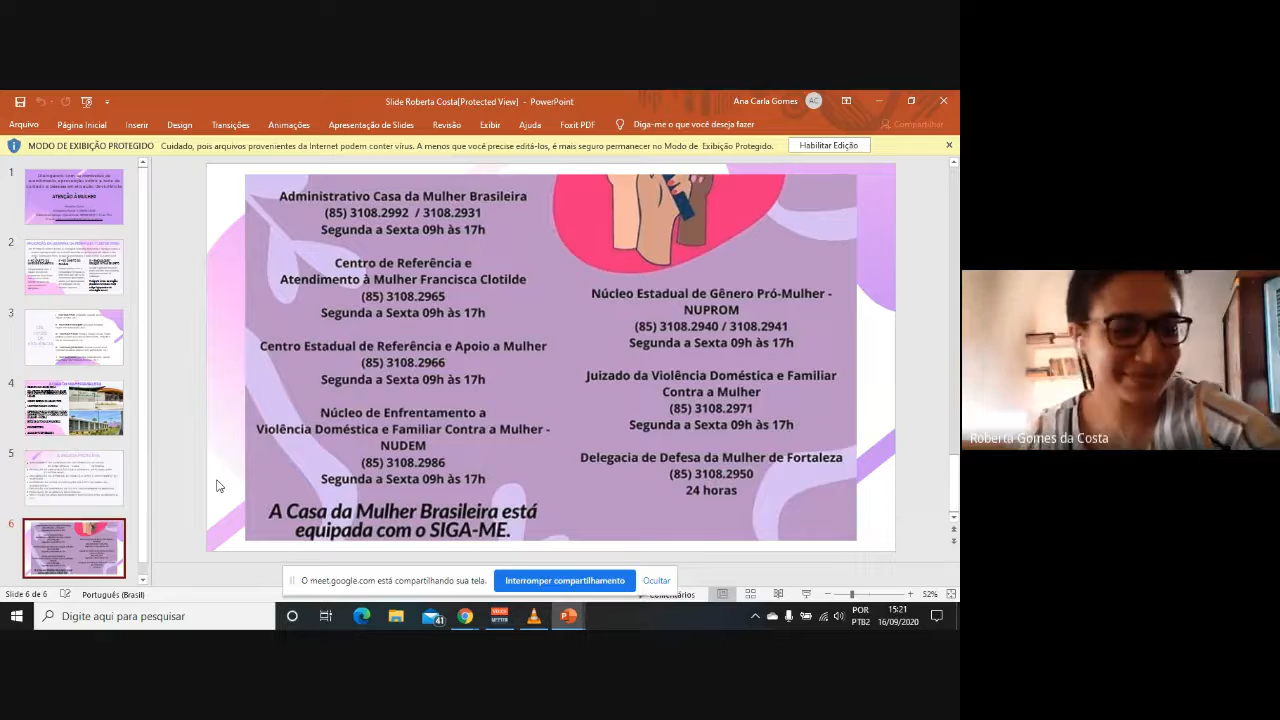 Slide Roberta Costa[Protected View] - PowerPoint
Ana Carla Gomes
AC
Arquivo
Página Inicial
Inserir
Design
Transições
Animações
Apresentação de Slides
Revisão
Exibir
Ajuda
Foxit PDF
Diga-me o que você deseja fazer
Compartilhar
MODO DE EXIBIÇÃO PROTEGIDO
Cuidado, pois arquivos provenientes da Internet podem conter vírus. A menos que você precise editá-los, é mais seguro permanecer no Modo de Exibição Protegido.
Habilitar Edição
1
ATENÇÃO À MULHER
2
3
4
5
6
Administrativo Casa da Mulher Brasileira
(85) 3108.2992 / 3108.2931
Segunda a Sexta 09h às 17h
Centro de Referência e
Atendimento à Mulher Francisca Clotilde
(85) 3108.2965
Segunda a Sexta 09h às 17h
Centro Estadual de Referência e Apoio a Mulher
(85) 3108.2966
Segunda a Sexta 09h às 17h
Núcleo de Enfrentamento a
Violência Doméstica e Familiar Contra a Mulher -
NUDEM
(85) 3108.2986
Segunda a Sexta 09h às 17h
A Casa da Mulher Brasileira está
equipada com o SIGA-ME.
Núcleo Estadual de Gênero Pró-Mulher -
NUPROM
(85) 3108.2940 / 3108.2941
Segunda a Sexta 09h às 17h
Juizado da Violência Doméstica e Familiar
Contra a Mulher
(85) 3108.2971
Segunda a Sexta 09h às 17h
Delegacia de Defesa da Mulher de Fortaleza
(85) 3108.2950
24 horas
Roberta Gomes da Costa
O meet.google.com está compartilhando sua tela.
Interromper compartilhamento
Ocultar
Slide 6 de 6
Português (Brasil)
Comentários
52%
Digite aqui para pesquisar
41
POR
PTB2
15:21
16/09/2020